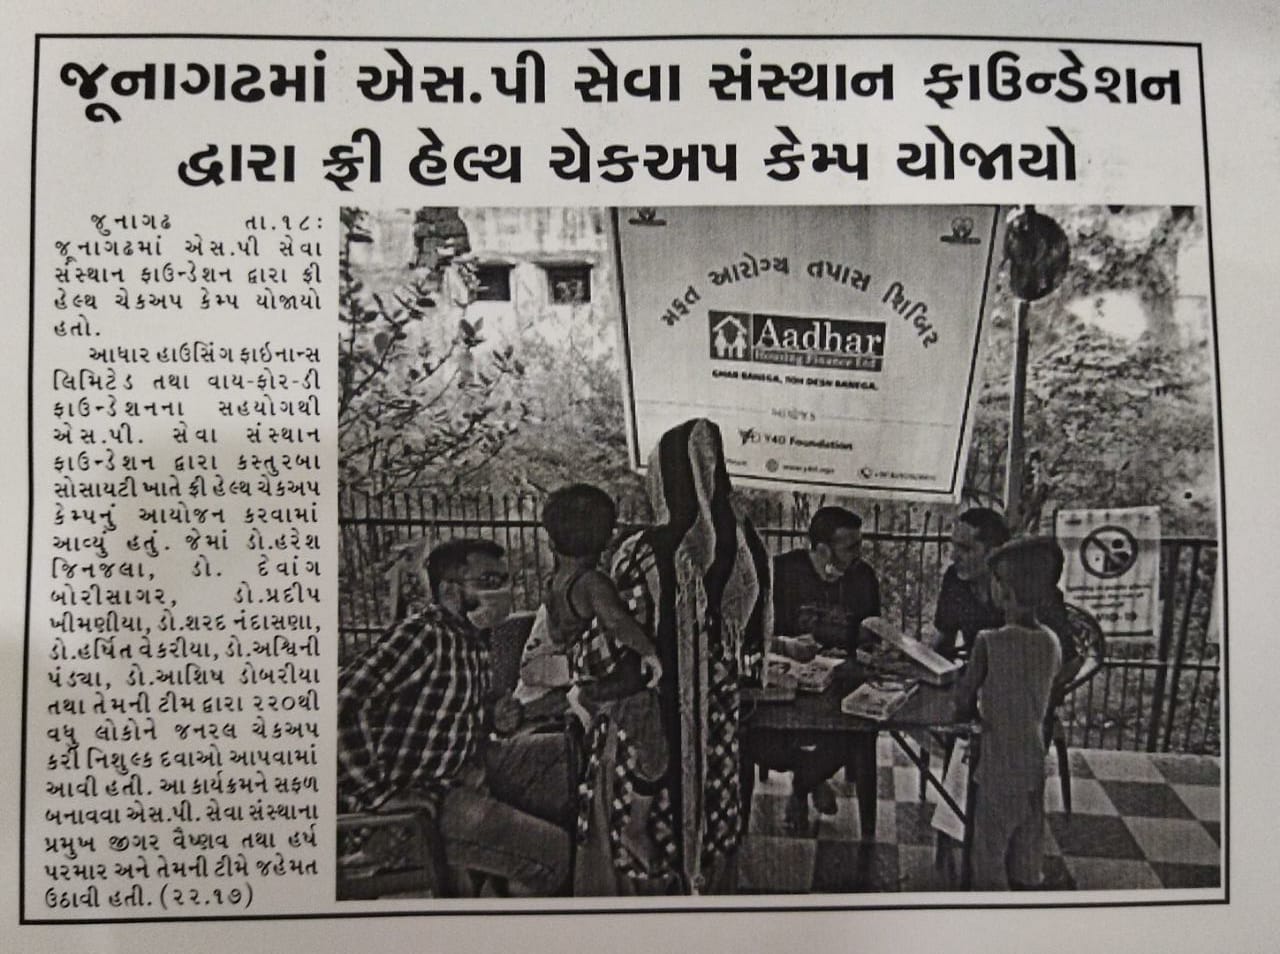 જૂનાગઢમાં એસ.પી સેવા સંસ્થાન ફાઉન્ડેશન
દ્વારા ફ્રી હેલ્થ ચેકઅપ કેમ્પ યોજાયો
જુનાગઢ તા.૧૮:
જૂનાગઢમાં એસ.પી સેવા
સંસ્થાન ફાઉન્ડેશન દ્વારા ફ્રી
હેલ્થ ચેકઅપ કેમ્પ યોજાયો
હતો.
આધાર હાઉસિંગ ફાઇનાન્સ
લિમિટેડ તથા વાય-ફોર-ડી
ફાઉન્ડેશનના સહયોગથી
એસ.પી. સેવા સંસ્થાન
ફાઉન્ડેશન દ્વારા કસ્તુરબા
સોસાયટી ખાતે ફ્રી હેલ્થ ચેકઅપ
કેમ્પનું આયોજન કરવામાં
આવ્યું હતું. જેમાં ડો.હરેશ
જિનજલા, ડો. દેવાંગ
બોરીસાગર, ડો.પ્રદીપ
ખીમણીયા, ડો.શરદ નંદાસણા,
ડો.હર્ષિત વેકરીયા, ડો.અશ્વિની
પંડ્યા, ડો.આશિષ ડોબરીયા
તથા તેમની ટીમ દ્વારા ૨૨૦થી
વધુ લોકોને જનરલ ચેકઅપ
કરી નિશુલ્ક દવાઓ આપવામાં
આવી હતી. આ કાર્યક્રમને સફળ
બનાવવા એસ.પી. સેવા સંસ્થાના
પ્રમુખ જીગર વૈષ્ણવ તથા હર્ષ
પરમાર અને તેમની ટીમે જહેમત
ઉઠાવી હતી. (૨૨.૧૭)
મફત આરોગ્ય તપાસ શિબિર
Aadhar
Housing Finance Ltd
GHAR BANEGA, TOH DESH BANEGA.
Y4D Foundation